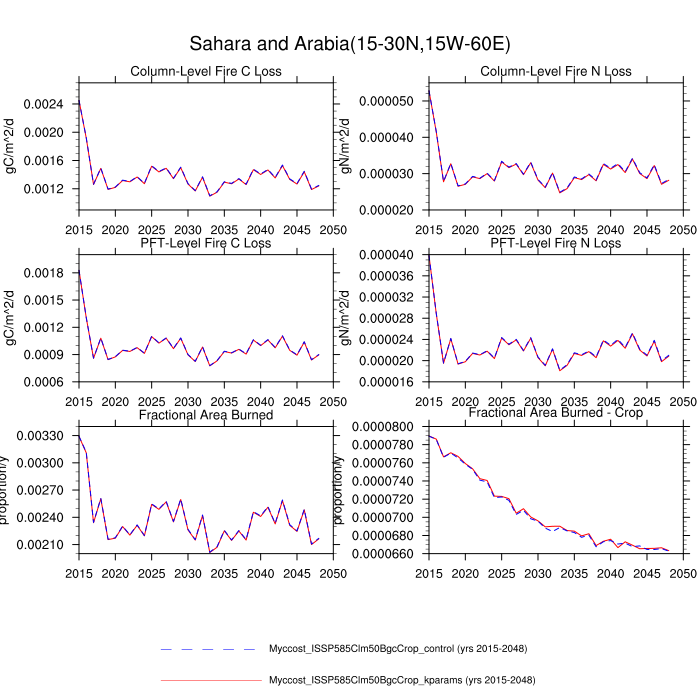 Sahara and Arabia(15-30N,15W-60E)
Column-Level Fire C Loss
Column-Level Fire N Loss
gC/m^2/d
0.0024
0.0020
0.0016
0.0012
2015 2020 2025 2030 2035 2040 2045 2050
gN/m^2/d
0.000050
0.000040
0.000030
0.000020
2015 2020 2025 2030 2035 2040 2045 2050
PFT-Level Fire C Loss
PFT-Level Fire N Loss
gC/m^2/d
0.0018
0.0015
0.0012
0.0009
0.0006
2015 2020 2025 2030 2035 2040 2045 2050
gN/m^2/d
0.000040
0.000036
0.000032
0.000028
0.000024
0.000020
0.000016
2015 2020 2025 2030 2035 2040 2045 2050
Fractional Area Burned
Fractional Area Burned - Crop
proportion/y
0.00330
0.00300
0.00270
0.00240
0.00210
2015 2020 2025 2030 2035 2040 2045 2050
proportion/y
0.0000800
0.0000780
0.0000760
0.0000740
0.0000720
0.0000700
0.0000680
0.0000660
2015 2020 2025 2030 2035 2040 2045 2050
Myccost_ISSP585Clm50BgcCrop_control (yrs 2015-2048)
Myccost_ISSP585Clm50BgcCrop_kparams (yrs 2015-2048)